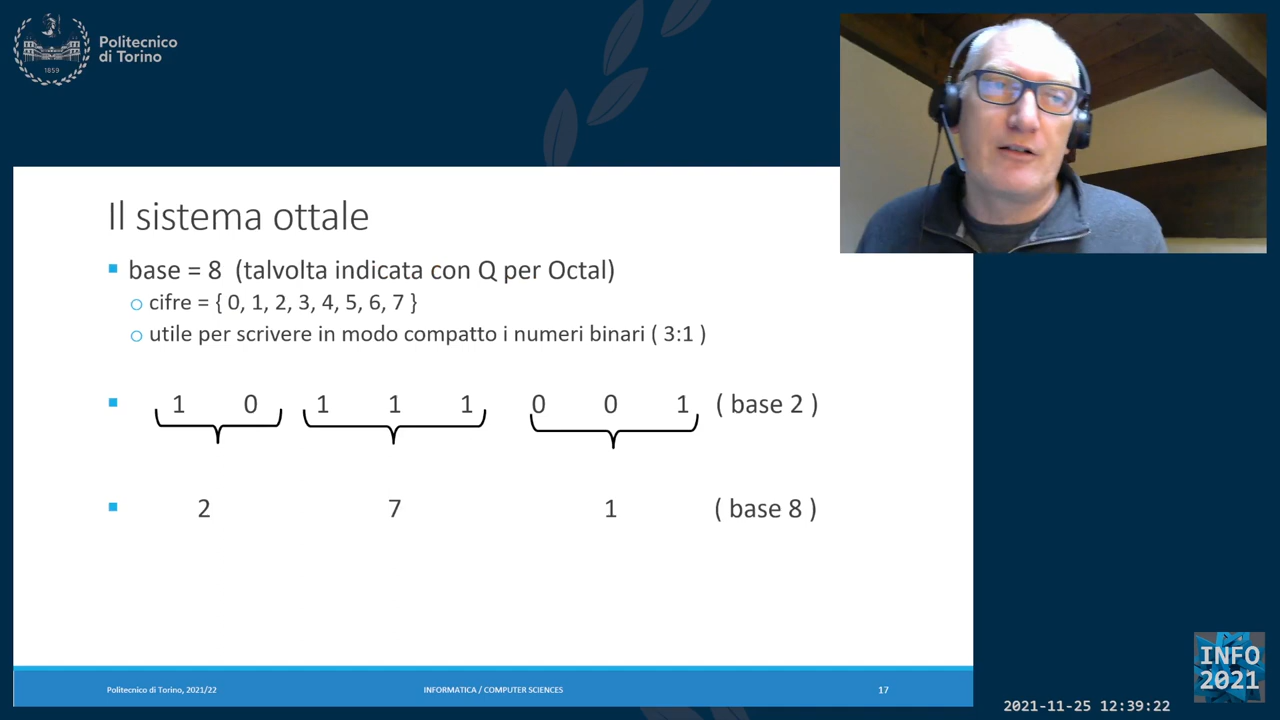 Politecnico
di Torino
1859
Il sistema ottale
base = 8 (talvolta indicata con Q per Octal)
cifre = { 0, 1, 2, 3, 4, 5, 6, 7 }
utile per scrivere in modo compatto i numeri binari ( 3:1 )
1 0 1 1 1 0 0 1 ( base 2 )
2 7 1 ( base 8 )
Politecnico di Torino, 2021/22
INFORMATICA / COMPUTER SCIENCES
17
INFO
2021
2021-11-25 12:39:22